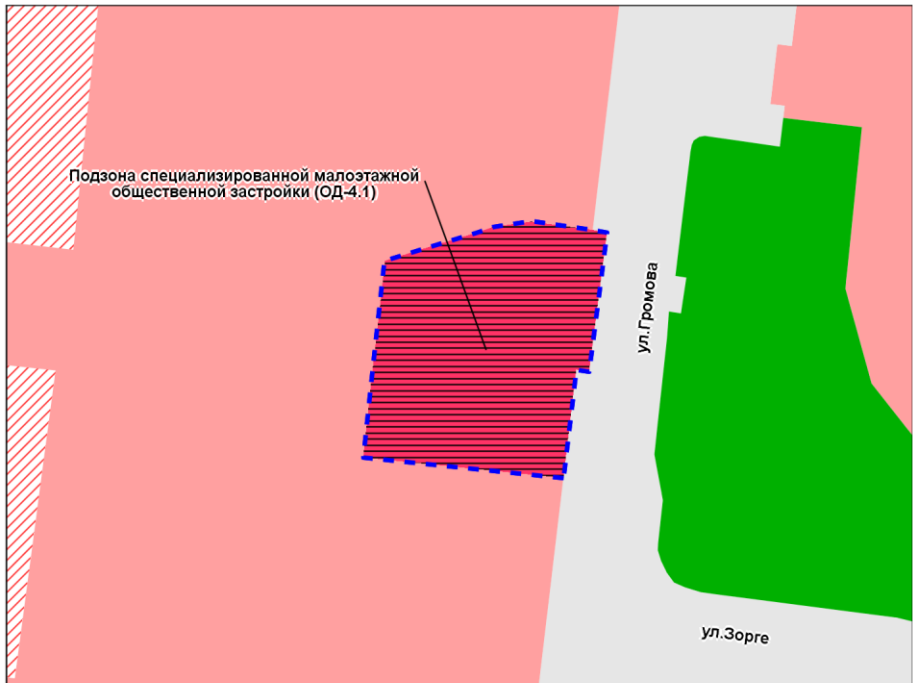 Подзона специализированной малоэтажной
общественной застройки (ОД-4.1)
ул.Громова
ул.Зорге